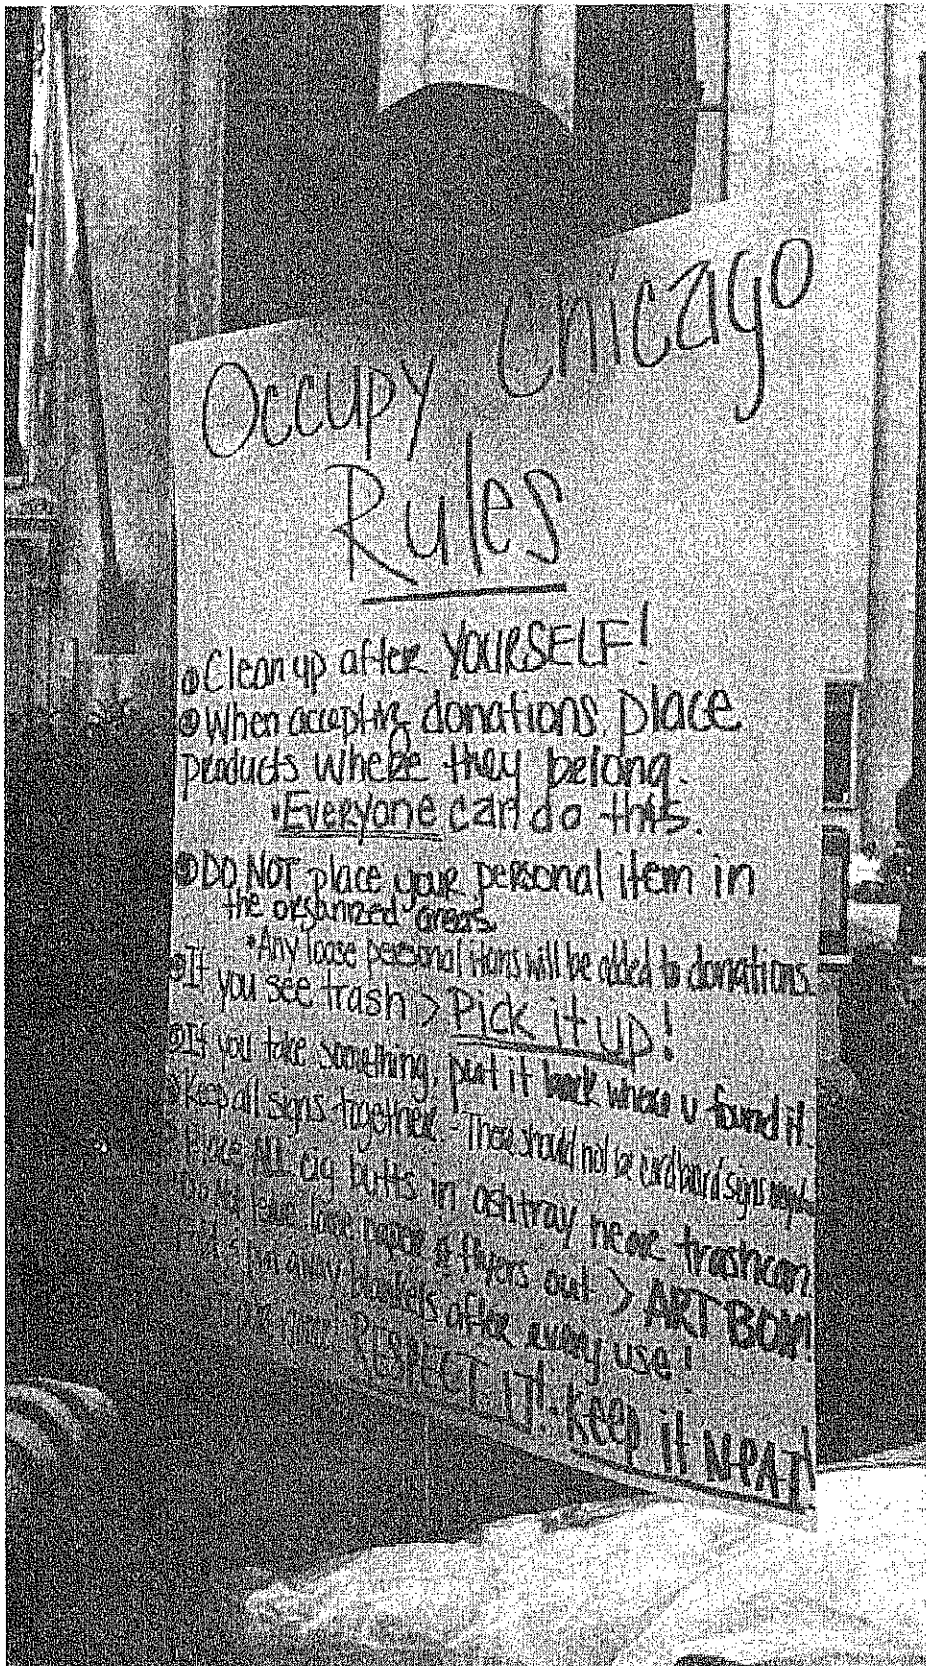 Occupy Chicago
Rules
Clean up after YOURSELF!
When accepting donations, place
products where they belong.
•Everyone can do this.
DO NOT place your personal item in
the organized areas.
•Any loose personal items will be added to donations.
If you see trash > Pick it up!
If you take something, put it back where u found it.
Keep all signs together - There should not be cardboard signs
ALL cig butts in ashtray near trashcan
loose paper & flyers out > ART BOX!
away after every use!
RESPECT IT! - Keep it N-EA-T!